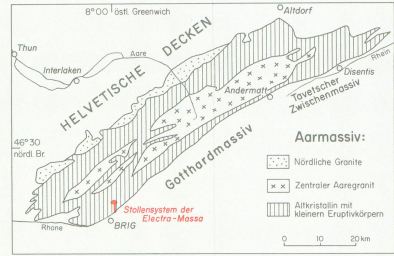 8°00' östl. Greenwich
Altdorf
Thun
Interlaken
Aare
HELVETISCHE DECKEN
Disentis
Rhein
Andermatt
Tavetscher
Zwischenmassiv
46°30
nördl. Br.
Gotthardmassiv
Aarmassiv:
Nördliche Granite
Zentraler Aaregranit
Altkristallin mit
kleinern Eruptivkörpern
Stollensystem der
Electra-Massa
Rhone
BRIG
0 10 20 km